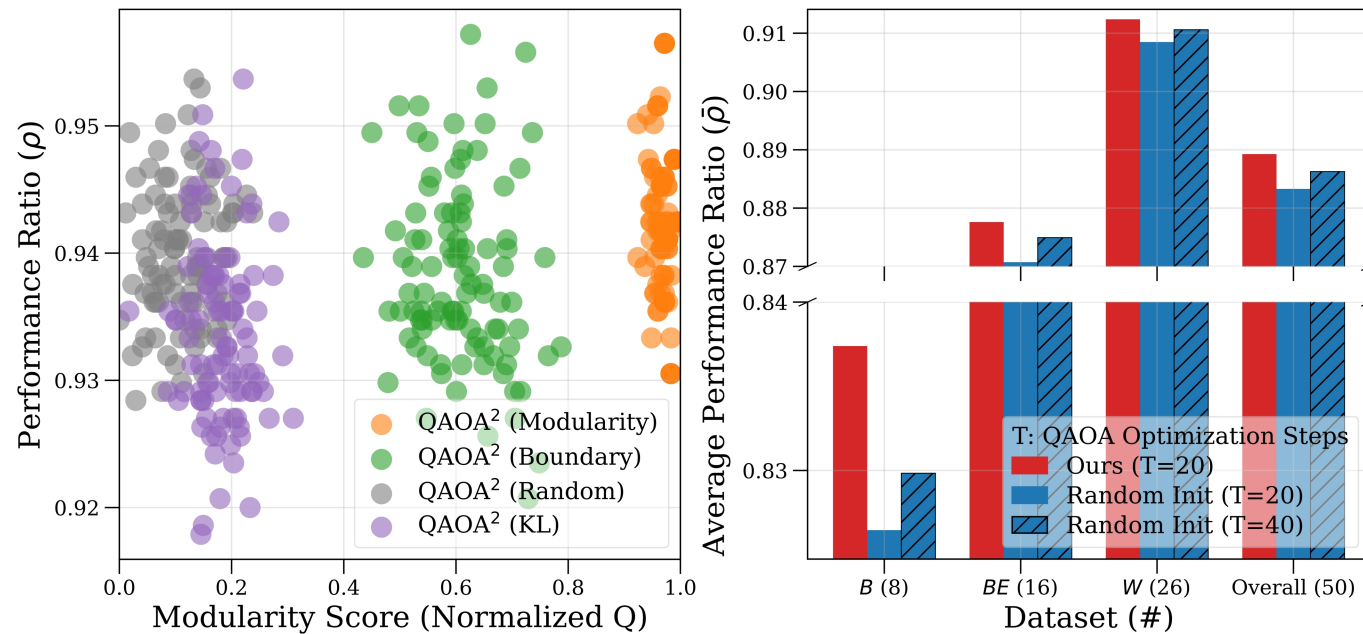 Performance Ratio (ρ)
0.95
0.94
0.93
0.92
0.0
0.2
0.4
0.6
0.8
1.0
Modularity Score (Normalized Q)
QAOA² (Modularity)
QAOA² (Boundary)
QAOA² (Random)
QAOA² (KL)
Average Performance Ratio (ρ̄)
0.91
0.90
0.89
0.88
0.87
0.84
0.83
B (8)
BE (16)
W (26)
Overall (50)
Dataset (#)
T: QAOA Optimization Steps
Ours (T=20)
Random Init (T=20)
Random Init (T=40)